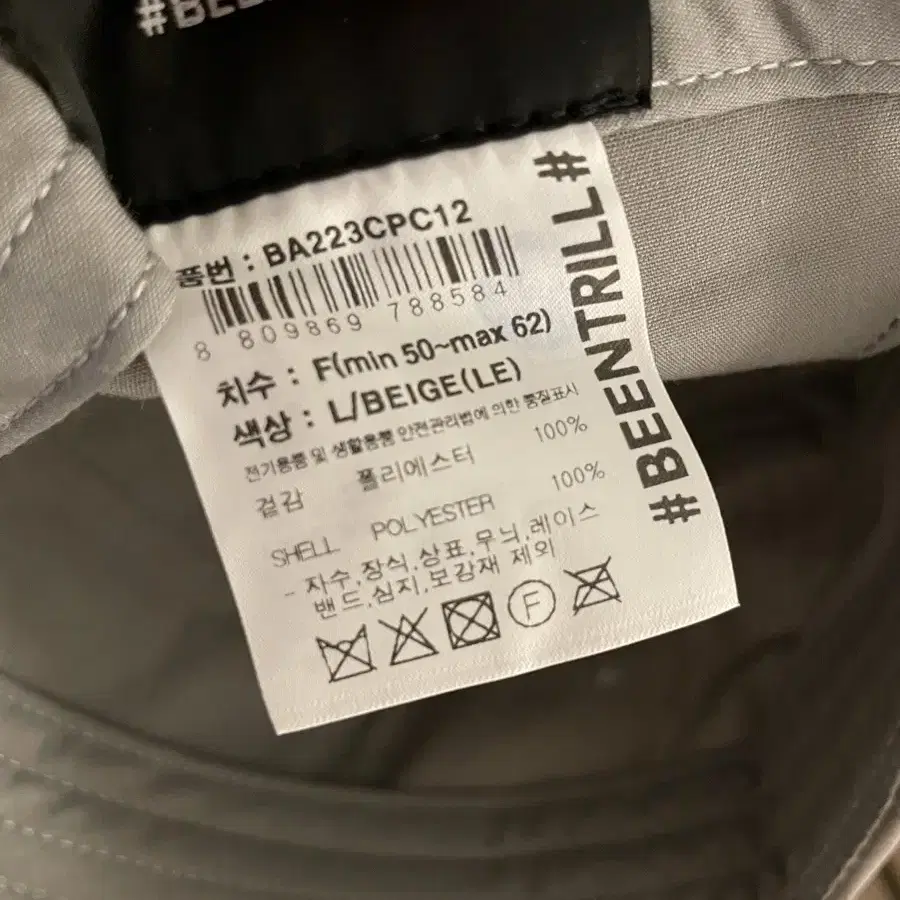 품번 : BA223CPC12
8 809869 788584
치수 : F(min 50~max 62)
색상 : L/BEIGE(LE)
전기용품 및 생활용품 안전관리법에 의한 품질표시
겉감 폴리에스터 100%
SHELL POLYESTER 100%
- 자수,장식,상표,무늬,레이스
밴드,심지,보강재 제외
F
#BEENTRILL#